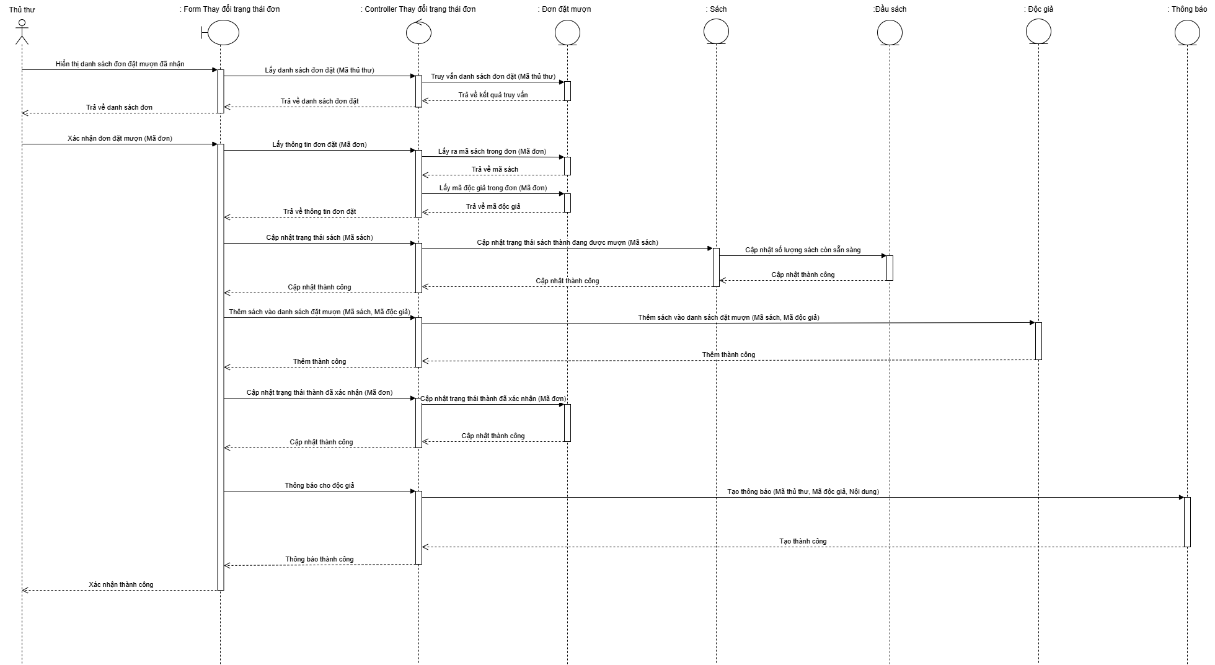 Thủ thư
: Form Thay đổi trạng thái đơn
: Controller Thay đổi trạng thái đơn
: Đơn đặt mượn
: Sách
:Đầu sách
: Độc giả
: Thông báo
Hiển thị danh sách đơn đặt mượn đã nhận
Lấy danh sách đơn đặt (Mã thủ thư)
Truy vấn danh sách đơn đặt (Mã thủ thư)
Trả về kết quả truy vấn
Trả về danh sách đơn đặt
Trả về danh sách đơn
Xác nhận đơn đặt mượn (Mã đơn)
Lấy thông tin đơn đặt (Mã đơn)
Lấy ra mã sách trong đơn (Mã đơn)
Trả về mã sách
Lấy mã độc giả trong đơn (Mã đơn)
Trả về mã độc giả
Trả về thông tin đơn đặt
Cập nhật trạng thái sách (Mã sách)
Cập nhật trạng thái sách thành đang được mượn (Mã sách)
Cập nhật số lượng sách còn sẵn sàng
Cập nhật thành công
Cập nhật thành công
Cập nhật thành công
Thêm sách vào danh sách đặt mượn (Mã sách, Mã độc giả)
Thêm sách vào danh sách đặt mượn (Mã sách, Mã độc giả)
Thêm thành công
Thêm thành công
Cập nhật trạng thái thành đã xác nhận (Mã đơn)
Cập nhật trạng thái thành đã xác nhận (Mã đơn)
Cập nhật thành công
Cập nhật thành công
Thông báo cho độc giả
Tạo thông báo (Mã thủ thư, Mã độc giả, Nội dung)
Tạo thành công
Thông báo thành công
Xác nhận thành công